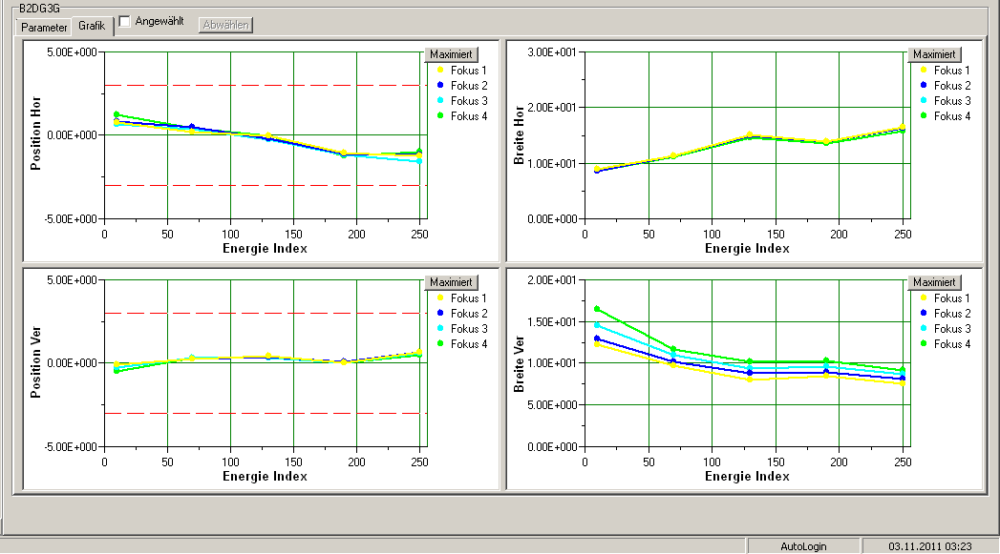 B2DG3G
Parameter Grafik Angewählt Abwählen
Maximiert
Fokus 1
Fokus 2
Fokus 3
Fokus 4
Position Hor
5.00E+000
0.00E+000
-5.00E+000
0 50 100 150 200 250
Energie Index
Maximiert
Fokus 1
Fokus 2
Fokus 3
Fokus 4
Breite Hor
3.00E+001
2.00E+001
1.00E+001
0.00E+000
0 50 100 150 200 250
Energie Index
Maximiert
Fokus 1
Fokus 2
Fokus 3
Fokus 4
Position Ver
5.00E+000
0.00E+000
-5.00E+000
0 50 100 150 200 250
Energie Index
Maximiert
Fokus 1
Fokus 2
Fokus 3
Fokus 4
Breite Ver
2.00E+001
1.50E+001
1.00E+001
5.00E+000
0.00E+000
0 50 100 150 200 250
Energie Index
AutoLogin 03.11.2011 03:23